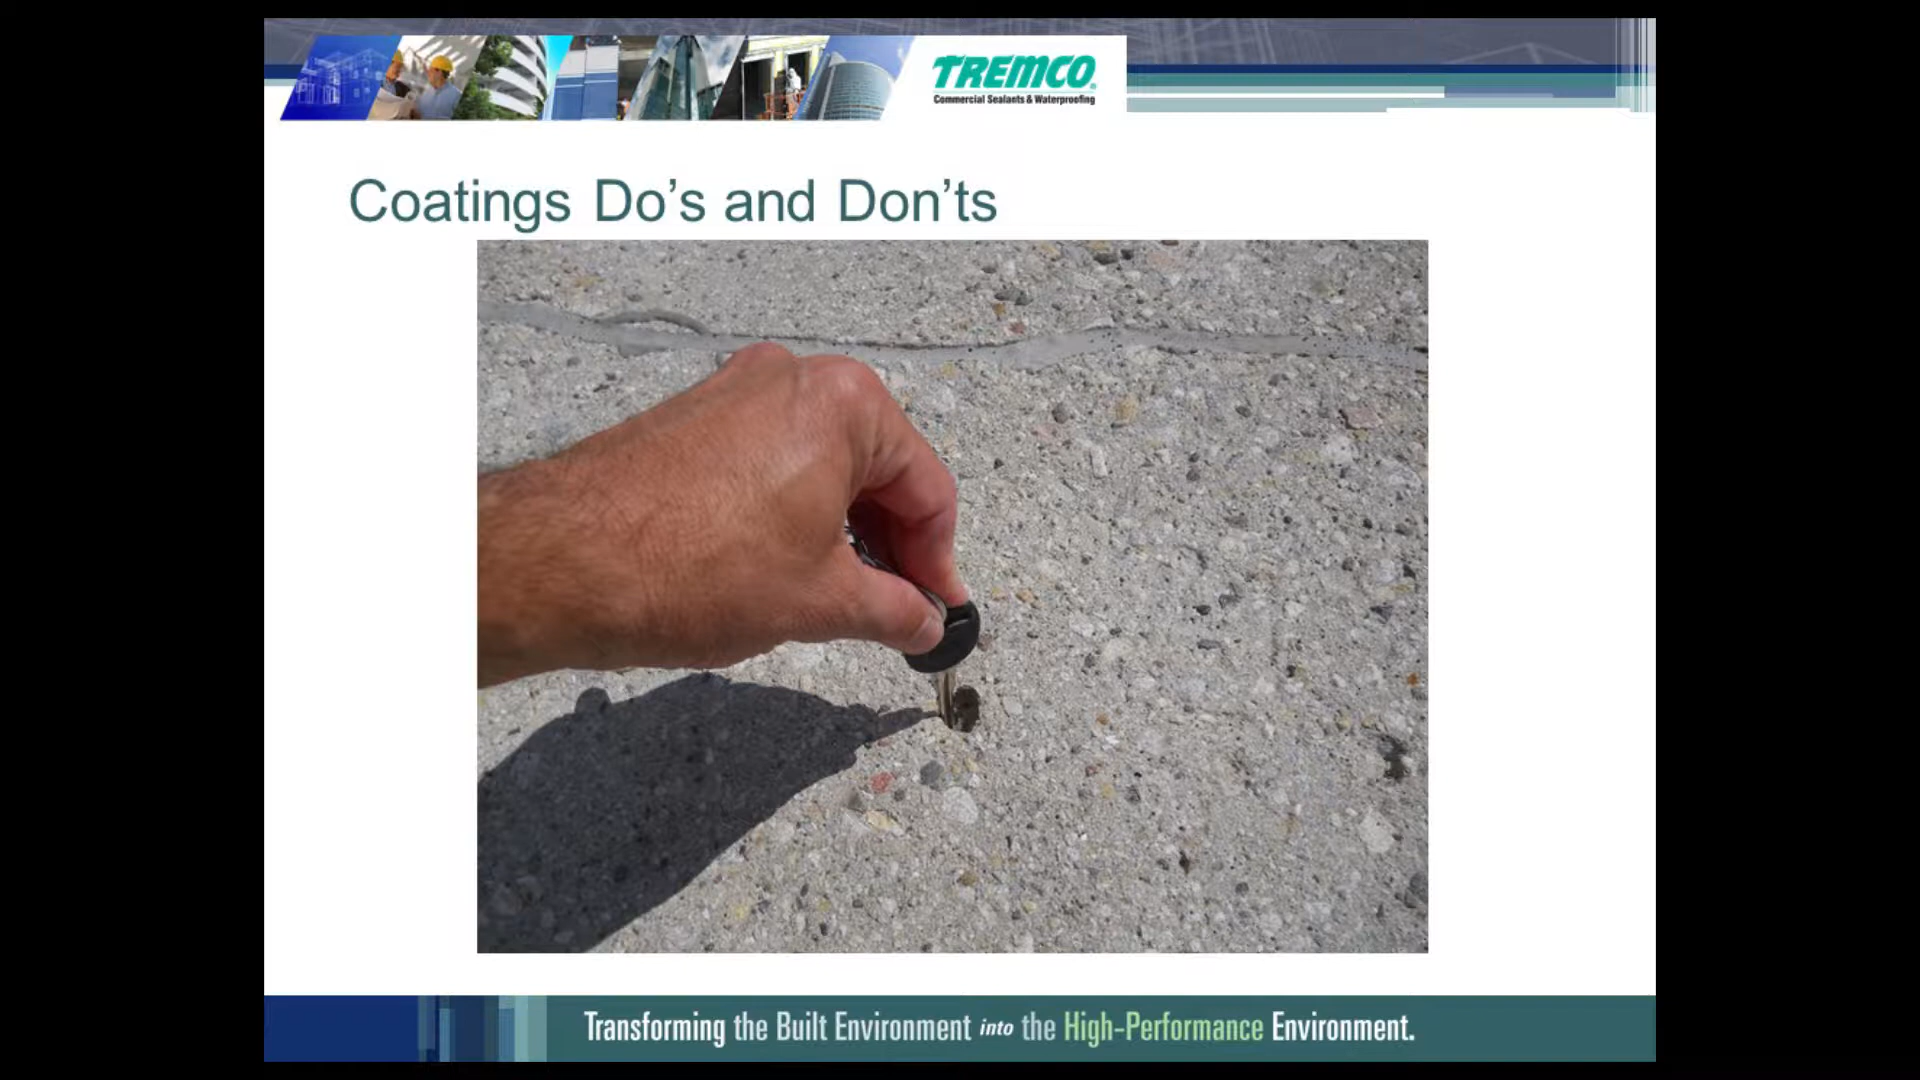 TREMCO®
Commercial Sealants & Waterproofing
Coatings Do's and Don'ts
Transforming the Built Environment into the High-Performance Environment.